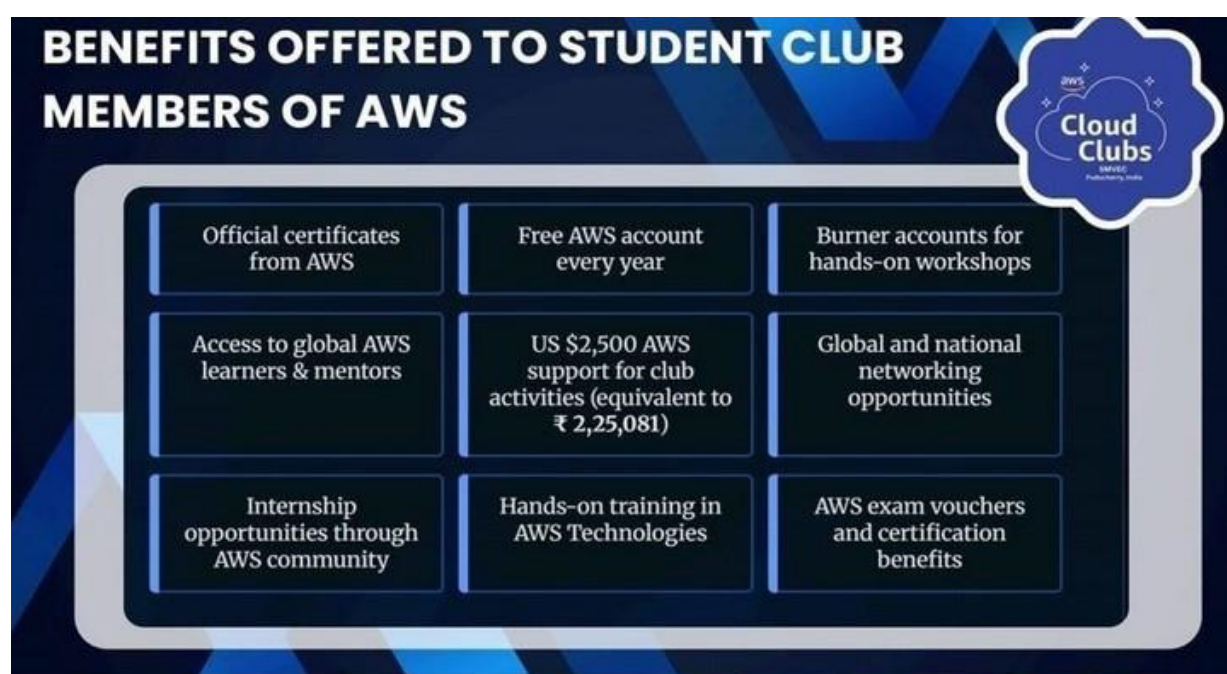 BENEFITS OFFERED TO STUDENT CLUB
MEMBERS OF AWS
aws
Cloud
Clubs
SMVEC
Puducherry, India
Official certificates
from AWS
Free AWS account
every year
Burner accounts for
hands-on workshops
Access to global AWS
learners & mentors
US $2,500 AWS
support for club
activities (equivalent to
₹ 2,25,081)
Global and national
networking
opportunities
Internship
opportunities through
AWS community
Hands-on training in
AWS Technologies
AWS exam vouchers
and certification
benefits